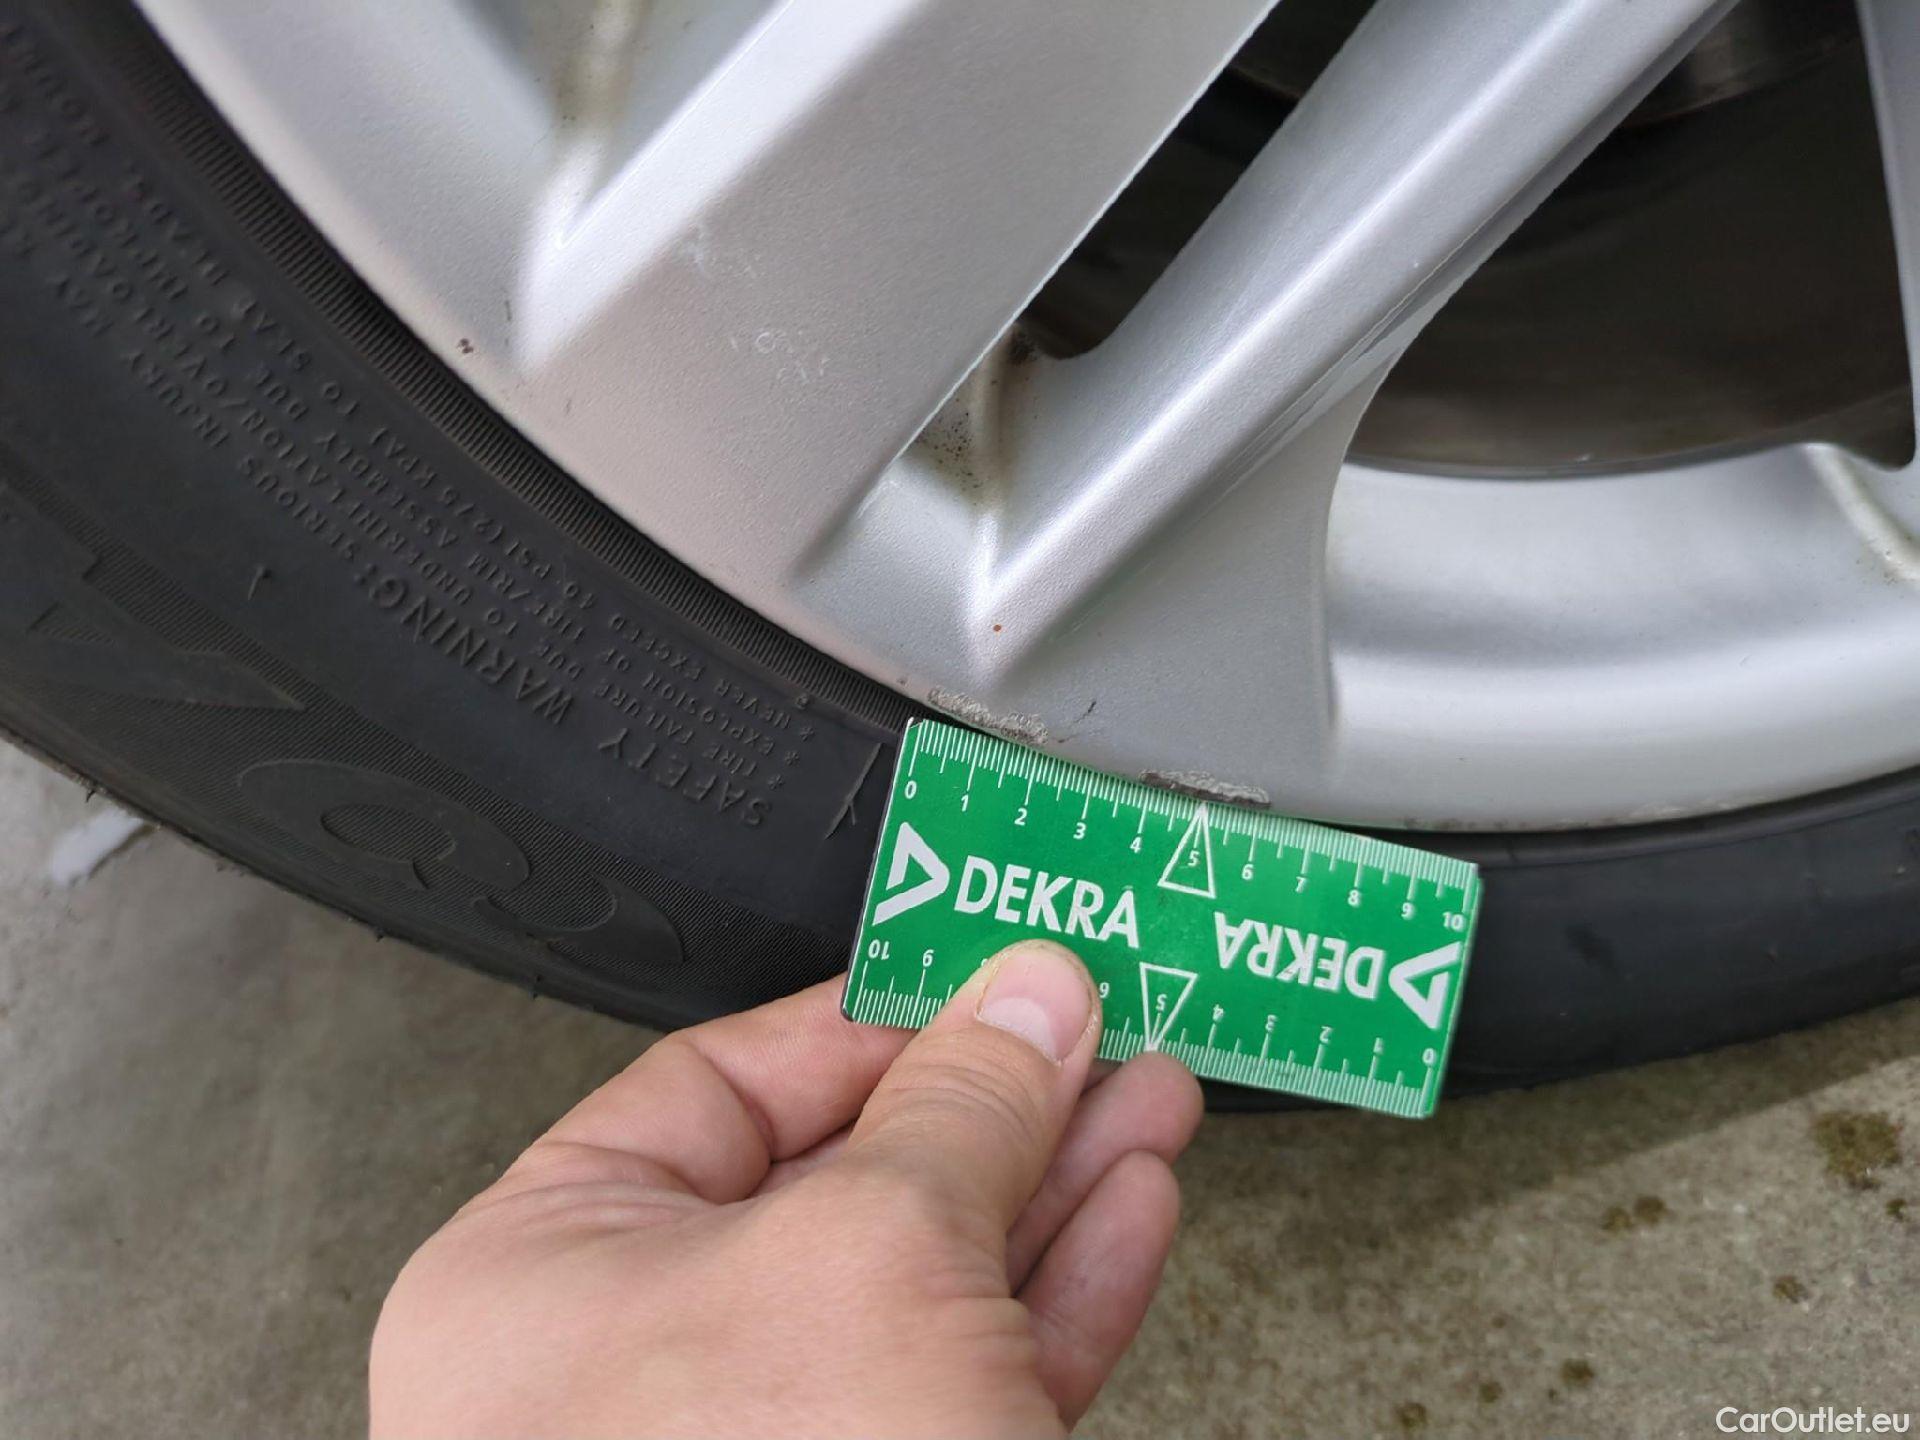 SAFETY WARNING: SERIOUS INJURY MAY
* TIRE FAILURE DUE TO UNDERINFLATION/OVERLOADING
* EXPLOSION OF TIRE/RIM ASSEMBLY DUE TO IMPROPER
(NEVER EXCEED 40 PSI (275 KPA) TO SEAT BEADS
0 1 2 3 4 5 6 7 8 9 10
DEKRA
DEKRA
10 9 6 5 4 3 2 1 0
CarOutlet.eu